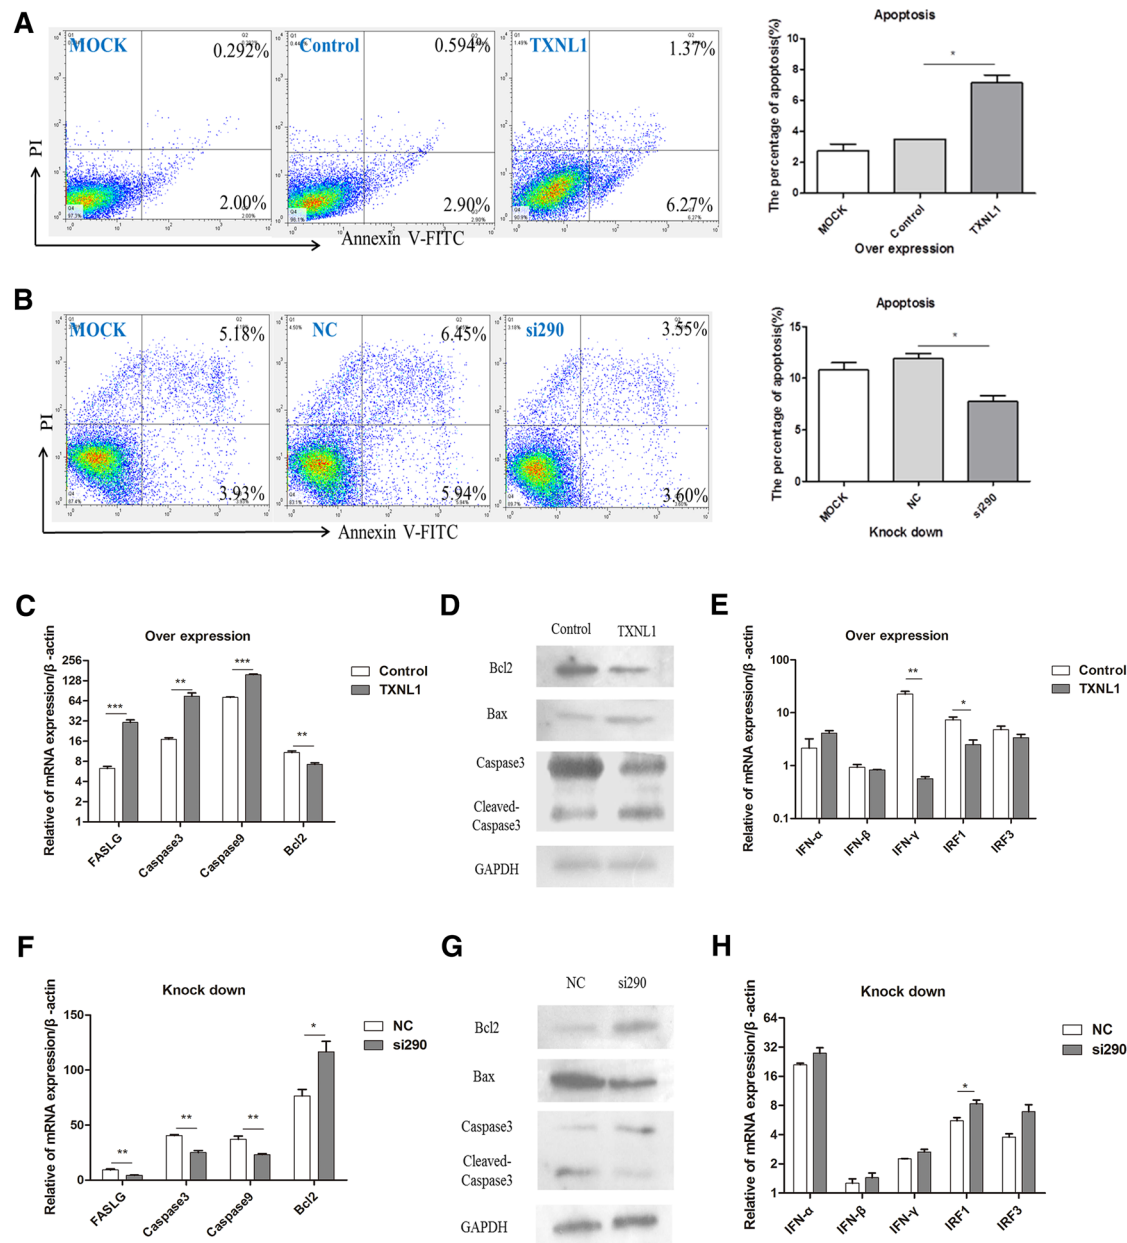 A
MOCK
0.292%
2.00%
Control
0.594%
2.90%
TXNL1
1.37%
6.27%
PI
Annexin V-FITC
Apoptosis
The percentage of apoptosis(%)
10
8
6
4
2
0
MOCK
Control
TXNL1
Over expression
*
B
MOCK
5.18%
3.93%
NC
6.45%
5.94%
si290
3.55%
3.60%
PI
Annexin V-FITC
Apoptosis
The percentage of apoptosis(%)
15
10
5
0
MOCK
NC
si290
Knock down
*
C
Over expression
Relative of mRNA expression/β -actin
256
128
64
32
16
8
4
2
1
***
**
***
**
FASLG
Caspase3
Caspase9
Bcl2
Control
TXNL1
D
Control TXNL1
Bcl2
Bax
Caspase3
Cleaved-
Caspase3
GAPDH
E
Over expression
Relative of mRNA expression/β -actin
100
10
1
0.1
**
*
IFN-α
IFN-β
IFN-γ
IRF1
IRF3
Control
TXNL1
F
Knock down
Relative of mRNA expression/β -actin
150
100
50
0
**
**
**
*
FASLG
Caspase3
Caspase9
Bcl2
NC
si290
G
NC si290
Bcl2
Bax
Caspase3
Cleaved-
Caspase3
GAPDH
H
Knock down
Relative of mRNA expression/β -actin
64
32
16
8
4
2
1
*
IFN-α
IFN-β
IFN-γ
IRF1
IRF3
NC
si290